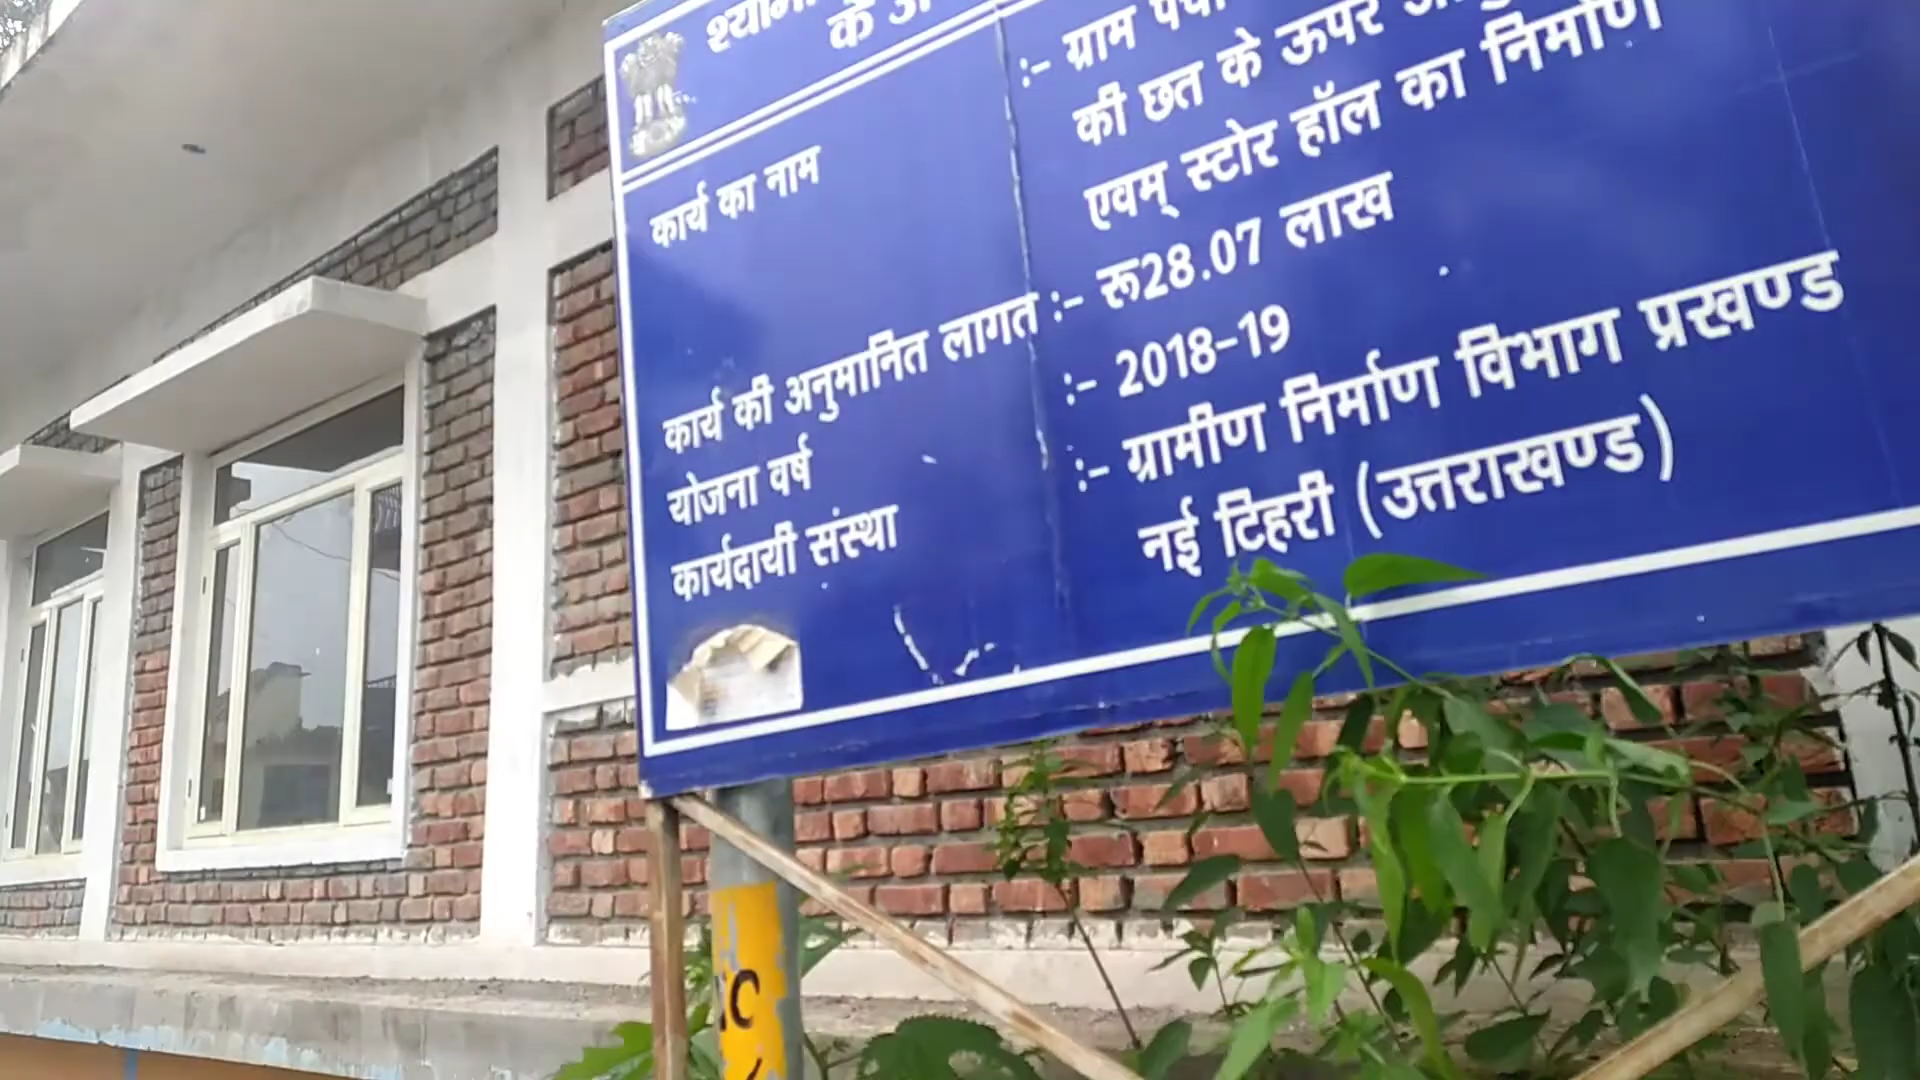 के
कार्य का नाम :- ग्राम
की छत के ऊपर
एवम् स्टोर हॉल का निर्माण
कार्य की अनुमानित लागत :- रू28.07 लाख
योजना वर्ष :- 2018-19
कार्यदायी संस्था :- ग्रामीण निर्माण विभाग प्रखण्ड
नई टिहरी (उत्तराखण्ड)